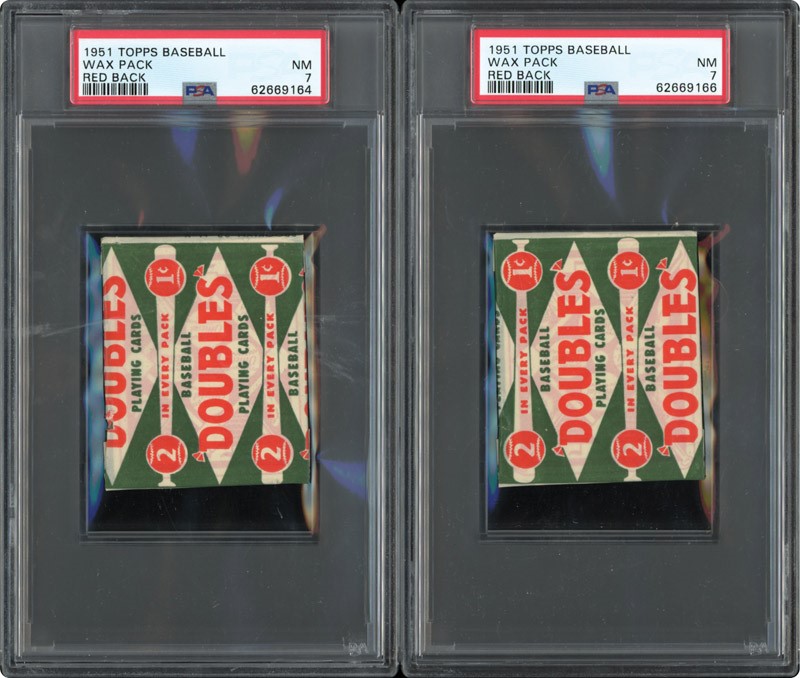 1951 TOPPS BASEBALL
WAX PACK NM
RED BACK 7
PSA 62669164
1951 TOPPS BASEBALL
WAX PACK NM
RED BACK 7
PSA 62669166
DOUBLES
PLAYING CARDS
1¢
IN EVERY PACK
2
BASEBALL
"DOUBLES"
PLAYING CARDS
1¢
IN EVERY PACK
2
BASEBALL
PLAYING CARDS
1¢
IN EVERY PACK
2
BASEBALL
"DOUBLES"
PLAYING CARDS
1¢
IN EVERY PACK
2
BASEBALL
"DOUBLES"